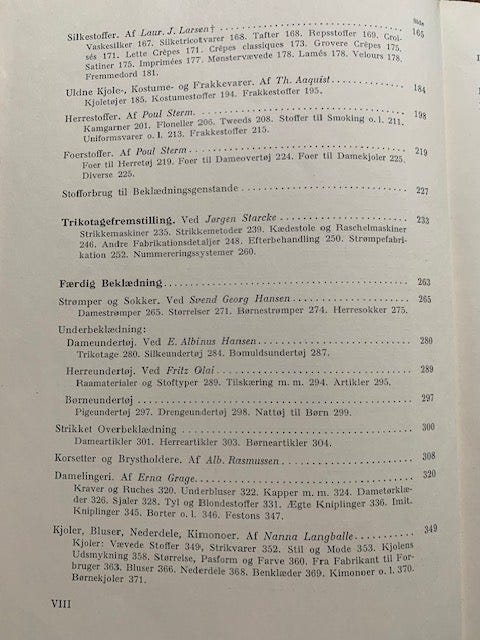 Side
Silkestoffer. Af Laur. J. Larsen† . . . . . . . . . . . . . . . . . . . . . . . . 165
Vaskesilker 167. Silketricotvarer 168. Tafter 168. Repsstoffer 169. Croi-
sés 171. Lette Crêpes 171. Crêpes classiques 173. Grovere Crêpes 175.
Satiner 175. Imprimées 177. Mønstervævede 178. Lamés 178. Velours 178.
Fremmedord 181.
Uldne Kjole-, Kostume- og Frakkevarer. Af Th. Aaquist. . . . . . . . . . . . 184
Kjoletøjer 185. Kostumestoffer 194. Frakkestoffer 195.
Herrestoffer. Af Poul Sterm. . . . . . . . . . . . . . . . . . . . . . . . . . . 198
Kamgarner 201. Floneller 206. Tweeds 208. Stoffer til Smoking o. l. 211.
Uniformsvarer o. l. 213. Frakkestoffer 215.
Foerstoffer. Af Poul Sterm . . . . . . . . . . . . . . . . . . . . . . . . . . . 219
Foer til Herretøj 219. Foer til Dameovertøj 224. Foer til Damekjoler 225.
Diverse 225.
Stofforbrug til Beklædningsgenstande . . . . . . . . . . . . . . . . . . . . . 227
Trikotagefremstilling. Ved Jørgen Starcke . . . . . . . . . . . . . . . . . . 233
Strikkemaskiner 235. Strikkemetoder 239. Kædestole og Raschelmaskiner
246. Andre Fabrikationsdetaljer 248. Efterbehandling 250. Strømpefabri-
kation 252. Nummereringssystemer 260.
Færdig Beklædning. . . . . . . . . . . . . . . . . . . . . . . . . . . . . . . . 263
Strømper og Sokker. Ved Svend Georg Hansen . . . . . . . . . . . . . . . . . 265
Damestrømper 265. Størrelser 271. Børnestrømper 274. Herresokker 275.
Underbeklædning:
Dameundertøj. Ved E. Albinus Hansen . . . . . . . . . . . . . . . . . . . . . 280
Trikotage 280. Silkeundertøj 284. Bomuldsundertøj 287.
Herreundertøj. Ved Fritz Olai . . . . . . . . . . . . . . . . . . . . . . . . . 289
Raamaterialer og Stoftyper 289. Tilskæring m. m. 294. Artikler 295.
Børneundertøj . . . . . . . . . . . . . . . . . . . . . . . . . . . . . . . . . . 297
Pigeundertøj 297. Drengeundertøj 298. Nattøj til Børn 299.
Strikket Overbeklædning . . . . . . . . . . . . . . . . . . . . . . . . . . . . 300
Dameartikler 301. Herreartikler 303. Børneartikler 304.
Korsetter og Brystholdere. Af Alb. Rasmussen . . . . . . . . . . . . . . . . . 308
Damelingeri. Af Erna Grage. . . . . . . . . . . . . . . . . . . . . . . . . . . 320
Kraver og Ruches 320. Underbluser 322. Kapper m. m. 324. Dametørklæ-
der 326. Sjaler 328. Tyl og Blondestoffer 331. Ægte Kniplinger 336. Imit.
Kniplinger 345. Borter o. l. 346. Festons 347.
Kjoler, Bluser, Nederdele, Kimonoer. Af Nanna Langballe . . . . . . . . . . . 349
Kjoler: Vævede Stoffer 349, Strikvarer 352. Stil og Mode 353. Kjolens
Udsmykning 358. Størrelse, Pasform og Farve 360. Fra Fabrikant til For-
bruger 363. Bluser 366. Nederdele 368. Benklæder 369. Kimonoer o. l. 370.
Børnekjoler 371.
VIII